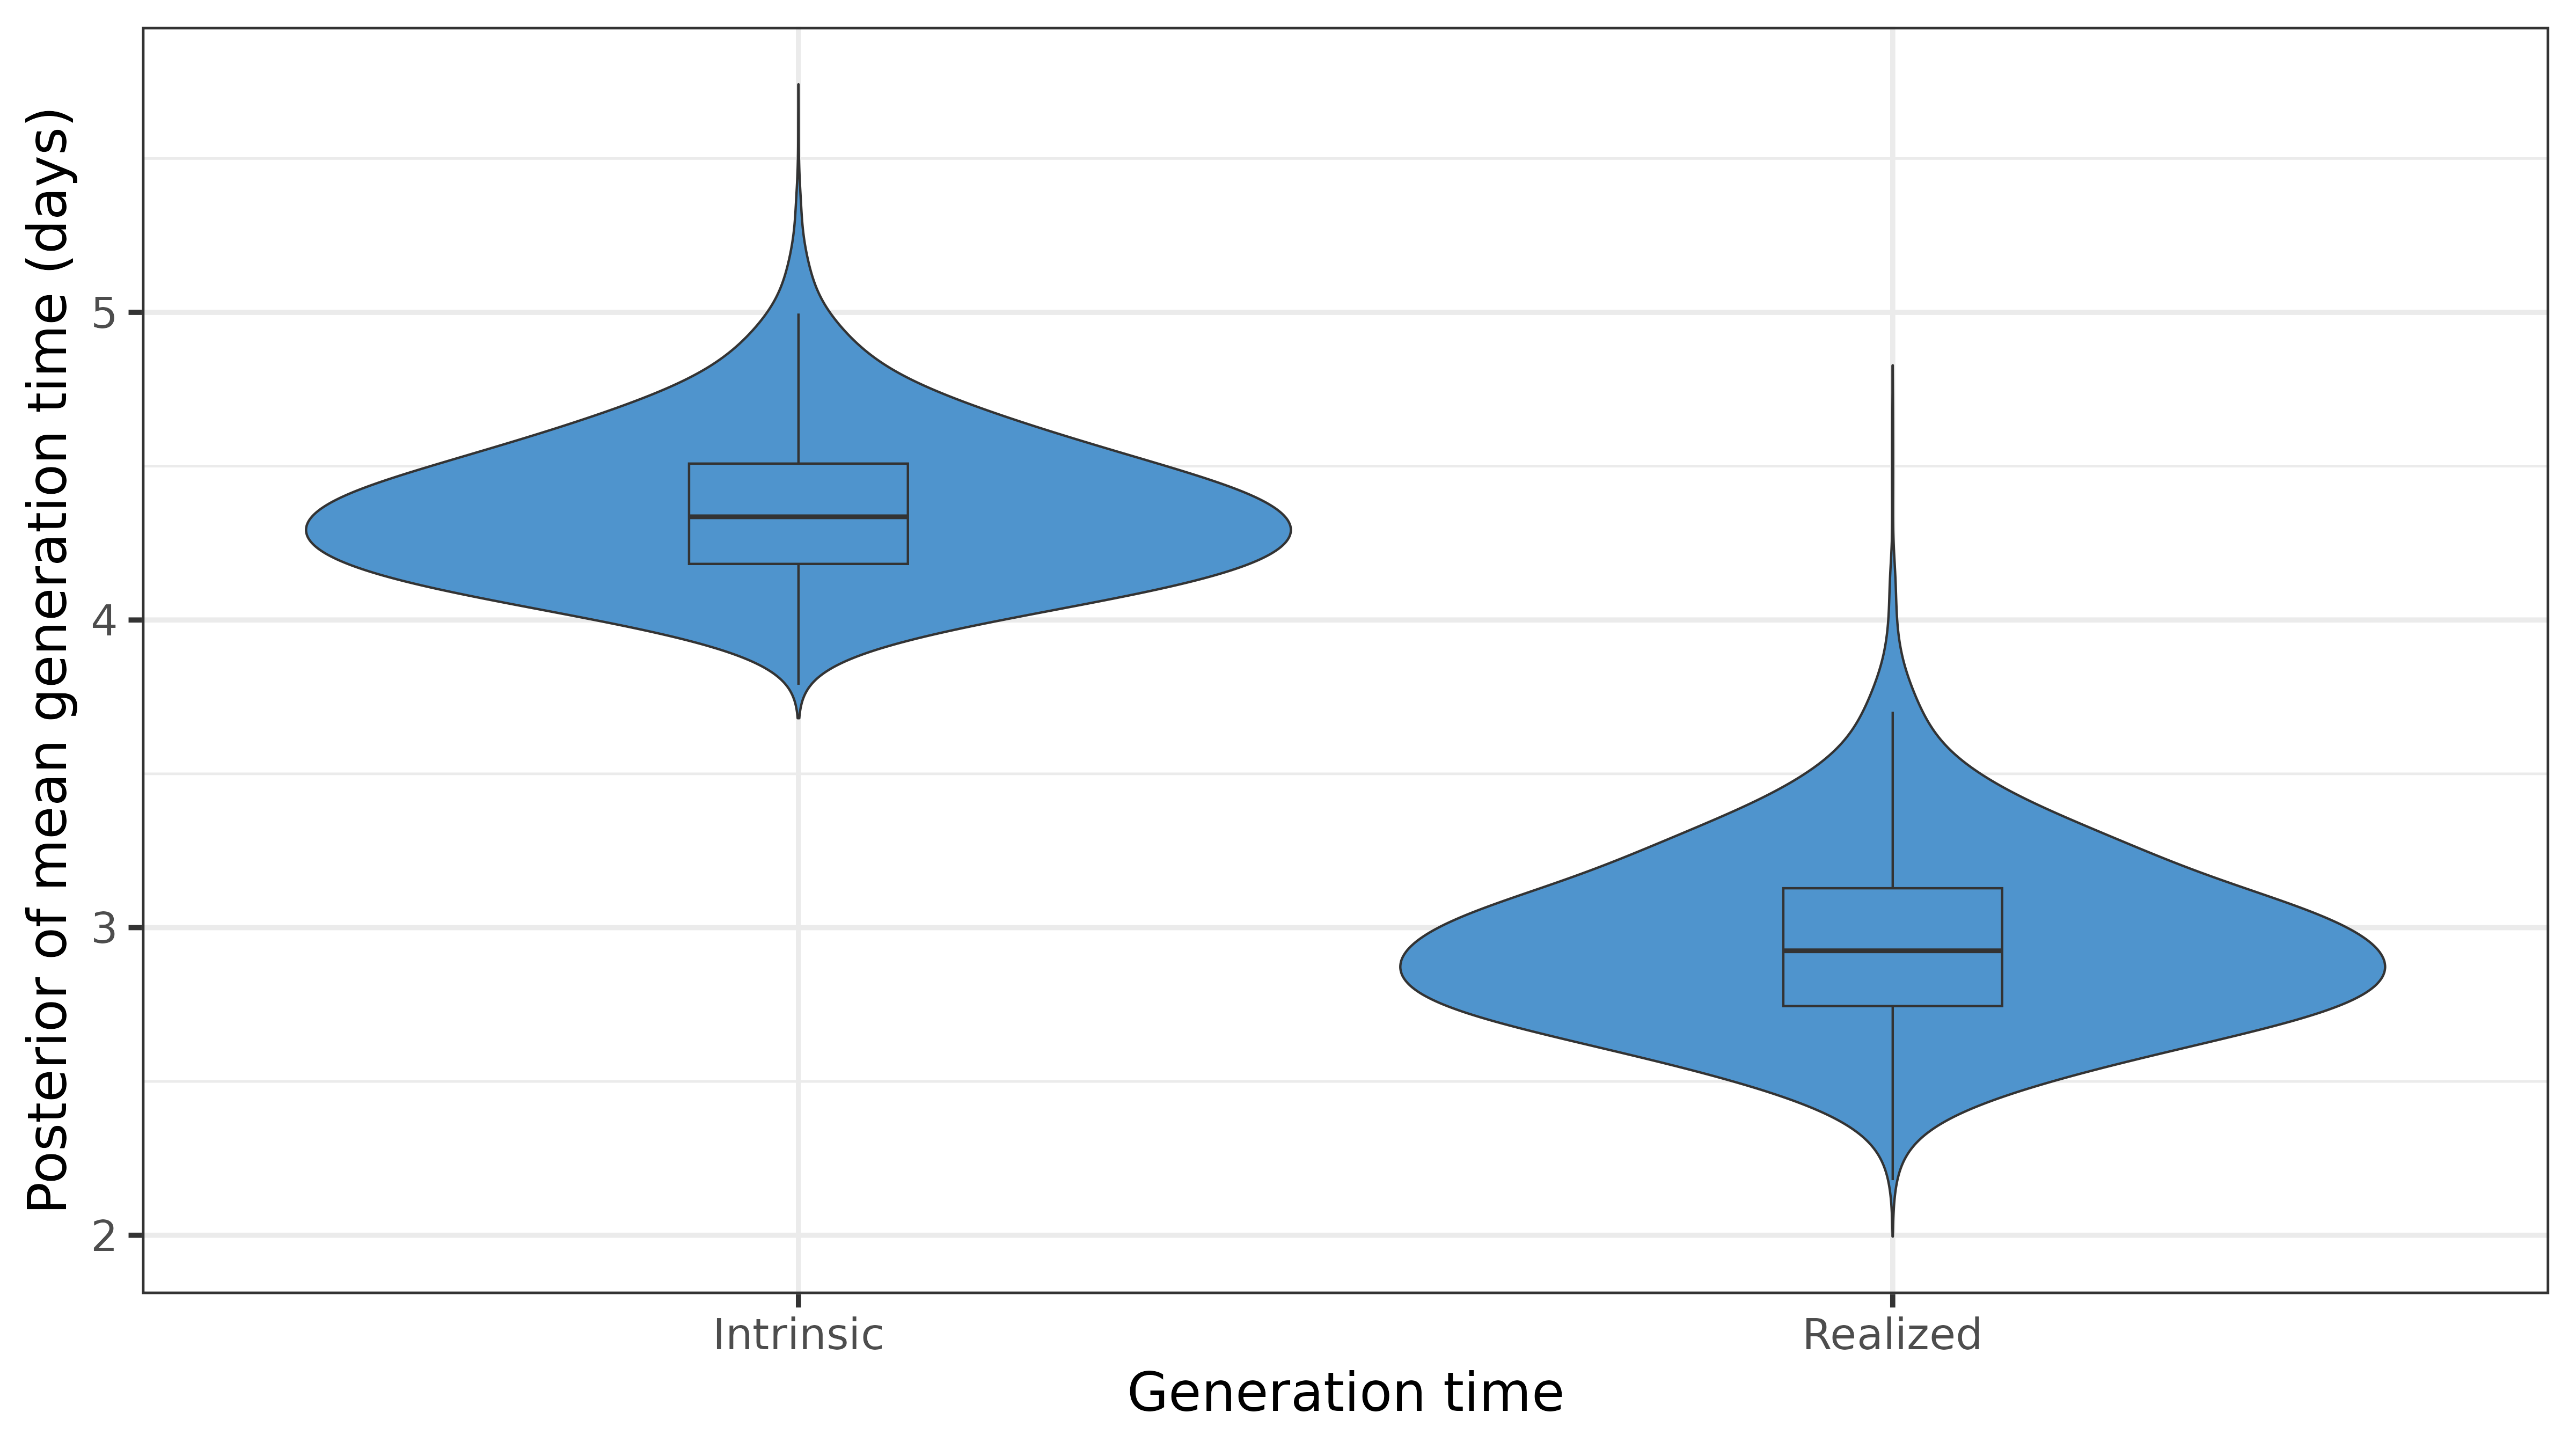 Posterior of mean generation time (days)
5
4
3
2
Intrinsic
Realized
Generation time